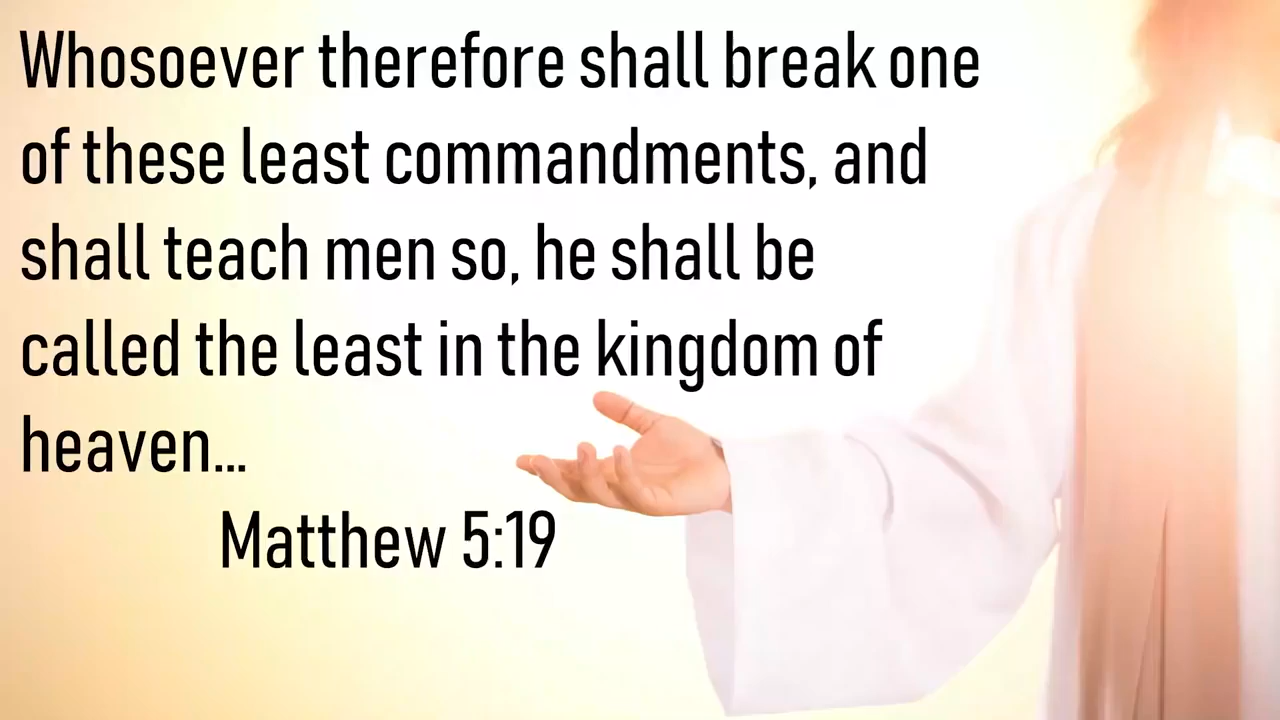 Whosoever therefore shall break one
of these least commandments, and
shall teach men so, he shall be
called the least in the kingdom of
heaven...
Matthew 5:19